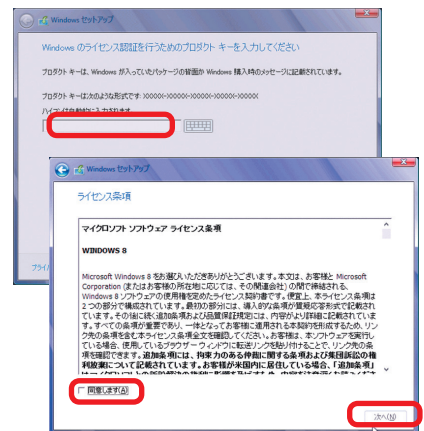 Windows セットアップ
Windows のライセンス認証を行うためのプロダクト キーを入力してください
プロダクト キーは、Windows が入っていたパッケージの背面か Windows 購入時のメッセージに記載されています。
プロダクト キーは次のような形式です: XXXXX-XXXXX-XXXXX-XXXXX-XXXXX
ハイフンは自動的に入力されます
Windows セットアップ
ライセンス条項
マイクロソフト ソフトウェア ライセンス条項
WINDOWS 8
Microsoft Windows 8 をお選びいただきありがとうございます。本文は、お客様と Microsoft
Corporation (またはお客様の所在地に応じては、その関連会社) の間で締結される、
Windows 8 ソフトウェアの使用権を定めたライセンス契約書です。便宜上、本ライセンス条項は
2 つの部分で構成されています。最初の部分には、導入的な条項が質疑応答形式で記載され
ています。その後に続く追加条項および品質保証規定には、内容がより詳細に記載されていま
す。すべての条項が重要であり、一体となってお客様に適用される本契約を形成するため、リン
ク先の条項を含む本ライセンス条項全文を確認してください。お客様は、本ソフトウェアを実行し
ている場合、使用しているブラウザー ウィンドウに転送リンクを貼り付けることで、リンク先の条
項を確認できます。追加条項には、拘束力のある仲裁に関する条項および集団訴訟の権
利放棄について記載されています。お客様が米国内に居住している場合、「追加条項」
同意します(A)
次へ(N)